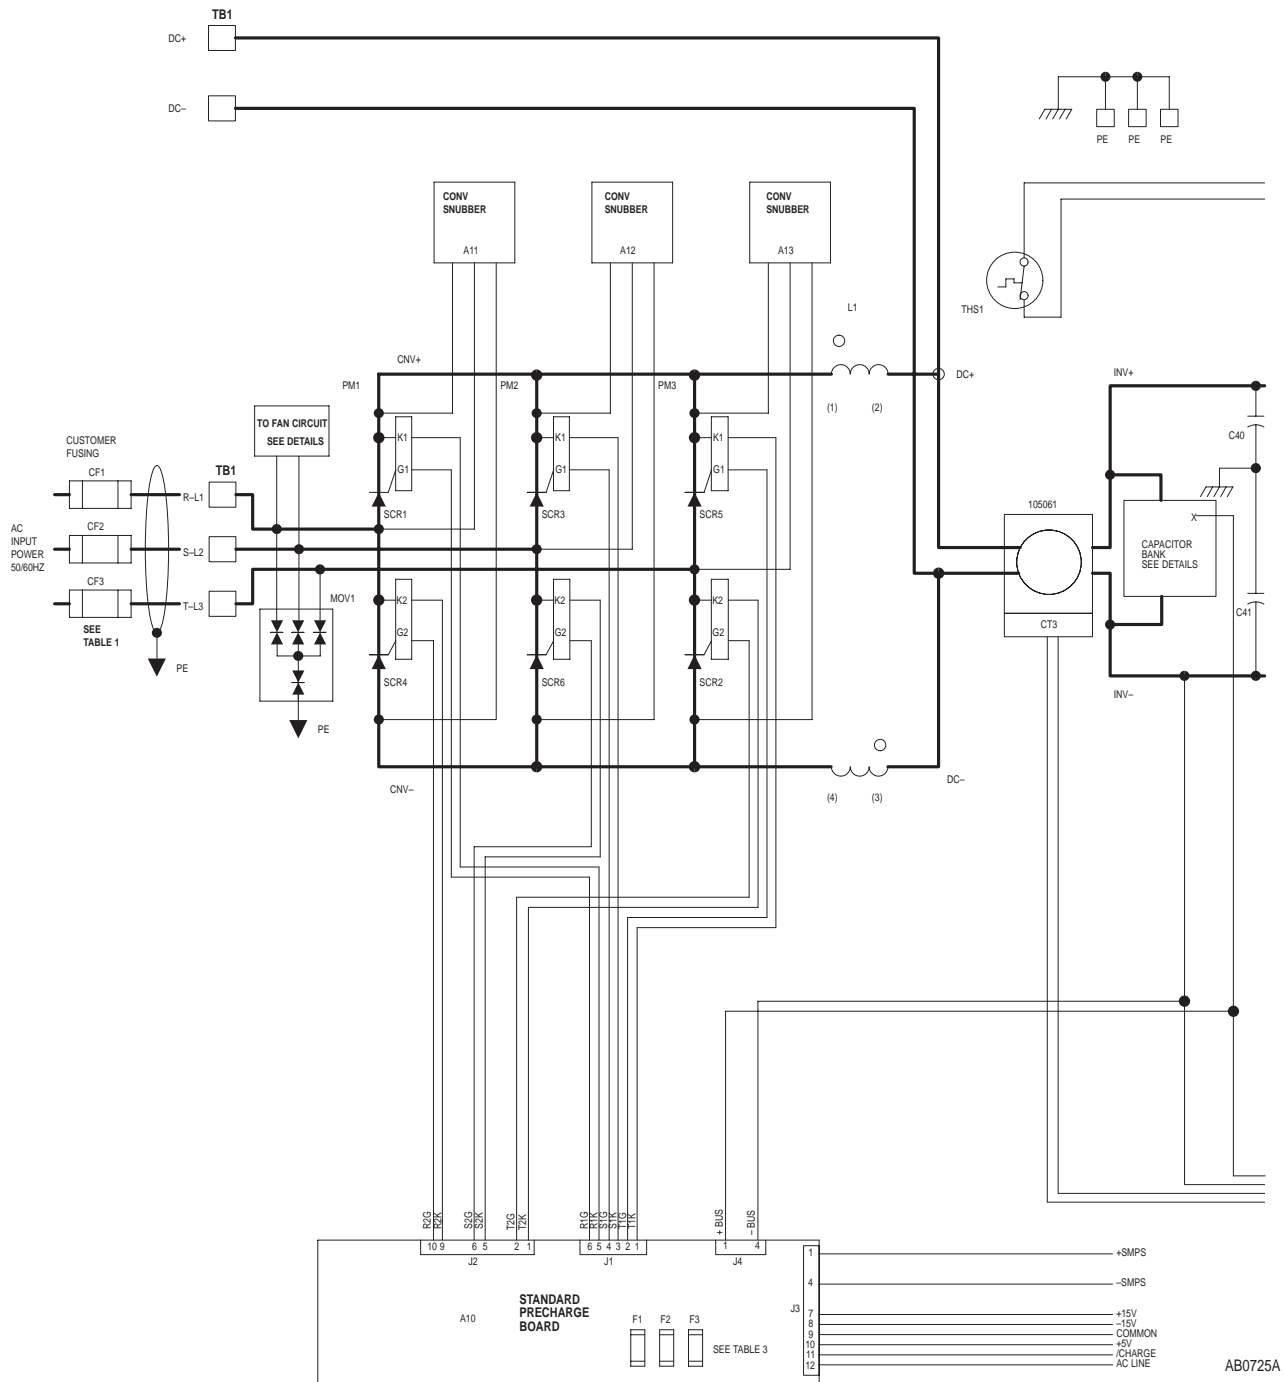 TB1
DC+
DC–
PE PE PE
CONV SNUBBER
A11
CONV SNUBBER
A12
CONV SNUBBER
A13
THS1
L1
CNV+
PM1
PM2
PM3
(1) (2)
DC+
INV+
C40
TO FAN CIRCUIT
SEE DETAILS
CUSTOMER
FUSING
CF1
R–L1
TB1
K1
G1
SCR1
K1
G1
SCR3
K1
G1
SCR5
105061
X
CAPACITOR
BANK
SEE DETAILS
AC
INPUT
POWER
50/60HZ
CF2
S–L2
CF3
T–L3
SEE
TABLE 1
PE
MOV1
PE
K2
G2
SCR4
K2
G2
SCR6
K2
G2
SCR2
CT3
C41
INV–
CNV–
(4) (3)
DC–
R2G
R2K
S2G
S2K
T2G
T2K
R1G
R1K
S1G
S1K
T1G
T1K
+ BUS
– BUS
10 9 6 5 2 1
J2
6 5 4 3 2 1
J1
1 4
J4
STANDARD
PRECHARGE
BOARD
A10
F1 F2 F3
SEE TABLE 3
J3
1 +SMPS
4 –SMPS
7 +15V
8 –15V
9 COMMON
10 +5V
11 /CHARGE
12 AC LINE
AB0725A